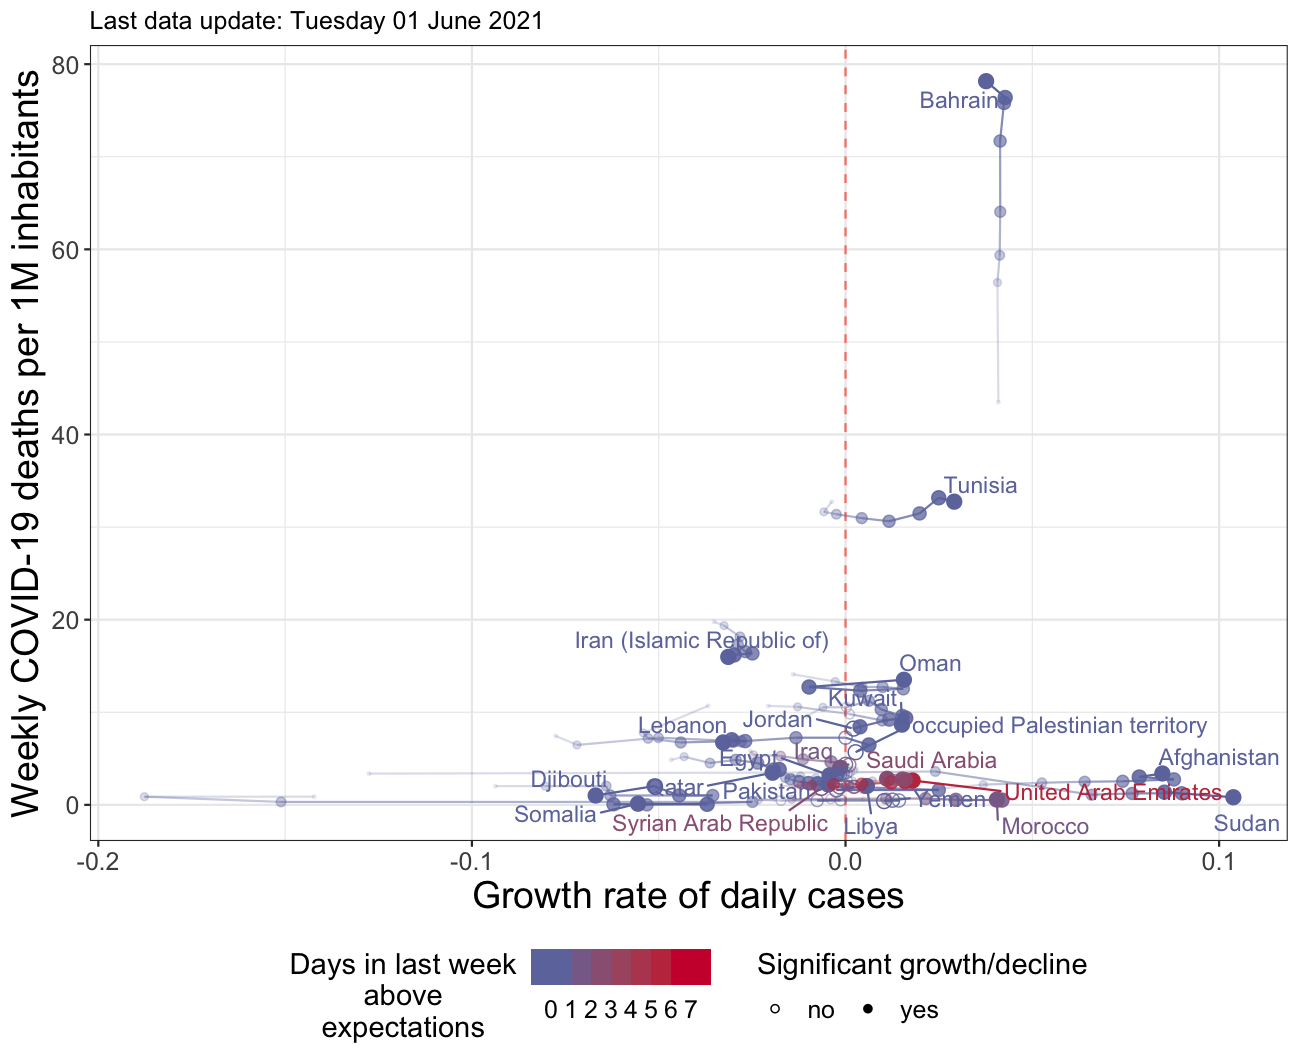 Last data update: Tuesday 01 June 2021
Weekly COVID-19 deaths per 1M inhabitants
80
60
40
20
0
Bahrain
Tunisia
Iran (Islamic Republic of)
Oman
Kuwait
Jordan
Lebanon
occupied Palestinian territory
Egypt
Iraq
Saudi Arabia
Afghanistan
Djibouti
Qatar
Pakistan
Yemen
United Arab Emirates
Somalia
Syrian Arab Republic
Libya
Morocco
Sudan
-0.2
-0.1
0.0
0.1
Growth rate of daily cases
Days in last week
above
expectations
0 1 2 3 4 5 6 7
Significant growth/decline
no
yes